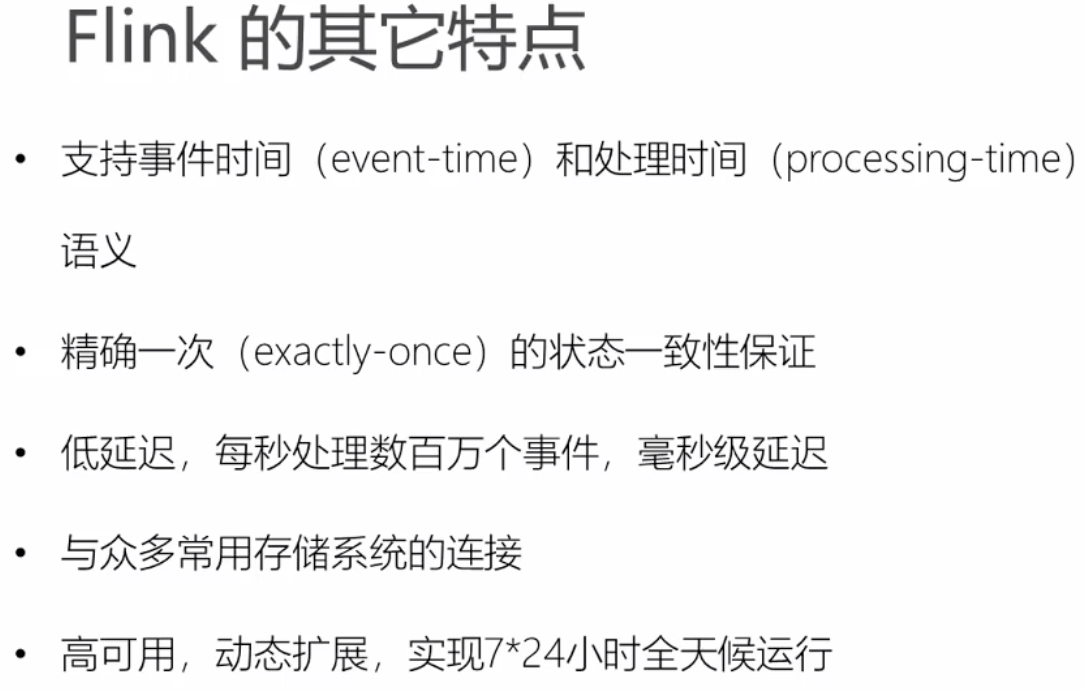 Flink 的其它特点
• 支持事件时间（event-time）和处理时间（processing-time）
语义
• 精确一次（exactly-once）的状态一致性保证
• 低延迟，每秒处理数百万个事件，毫秒级延迟
• 与众多常用存储系统的连接
• 高可用，动态扩展，实现7*24小时全天候运行